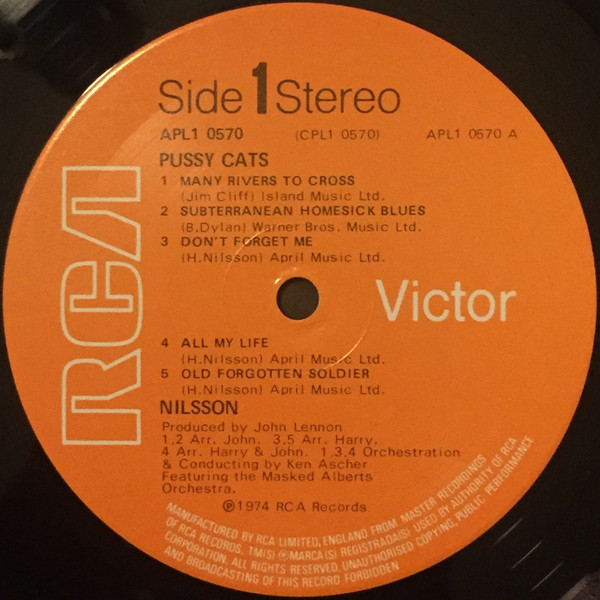 Side 1 Stereo
APL1 0570 (CPL1 0570) APL1 0570 A
PUSSY CATS
1 MANY RIVERS TO CROSS
(Jim Cliff) Island Music Ltd.
2 SUBTERRANEAN HOMESICK BLUES
(B.Dylan) Warner Bros. Music Ltd.
3 DON'T FORGET ME
(H.Nilsson) April Music Ltd.
RCA
Victor
4 ALL MY LIFE
(H.Nilsson) April Music Ltd.
5 OLD FORGOTTEN SOLDIER
(H.Nilsson) April Music Ltd.
NILSSON
Produced by John Lennon
1,2 Arr. John. 3,5 Arr. Harry.
4 Arr. Harry & John. 1,3,4 Orchestration
& Conducting by Ken Ascher
Featuring the Masked Alberts
Orchestra.
℗1974 RCA Records
MANUFACTURED BY RCA LIMITED, ENGLAND FROM MASTER RECORDINGS
OF RCA RECORDS, TM(S) ® MARCA(S) REGISTRADA(S) USED BY AUTHORITY OF RCA
CORPORATION. ALL RIGHTS RESERVED. UNAUTHORISED COPYING, PUBLIC PERFORMANCE
AND BROADCASTING OF THIS RECORD FORBIDDEN